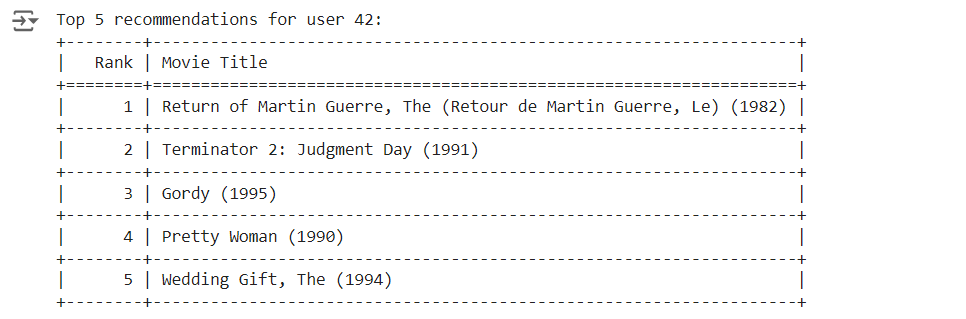 Top 5 recommendations for user 42:
+--------+----------------------------------------------------------------+
|   Rank | Movie Title                                                    |
+========+================================================================+
|      1 | Return of Martin Guerre, The (Retour de Martin Guerre, Le) (1982) |
+--------+----------------------------------------------------------------+
|      2 | Terminator 2: Judgment Day (1991)                              |
+--------+----------------------------------------------------------------+
|      3 | Gordy (1995)                                                   |
+--------+----------------------------------------------------------------+
|      4 | Pretty Woman (1990)                                            |
+--------+----------------------------------------------------------------+
|      5 | Wedding Gift, The (1994)                                       |
+--------+----------------------------------------------------------------+